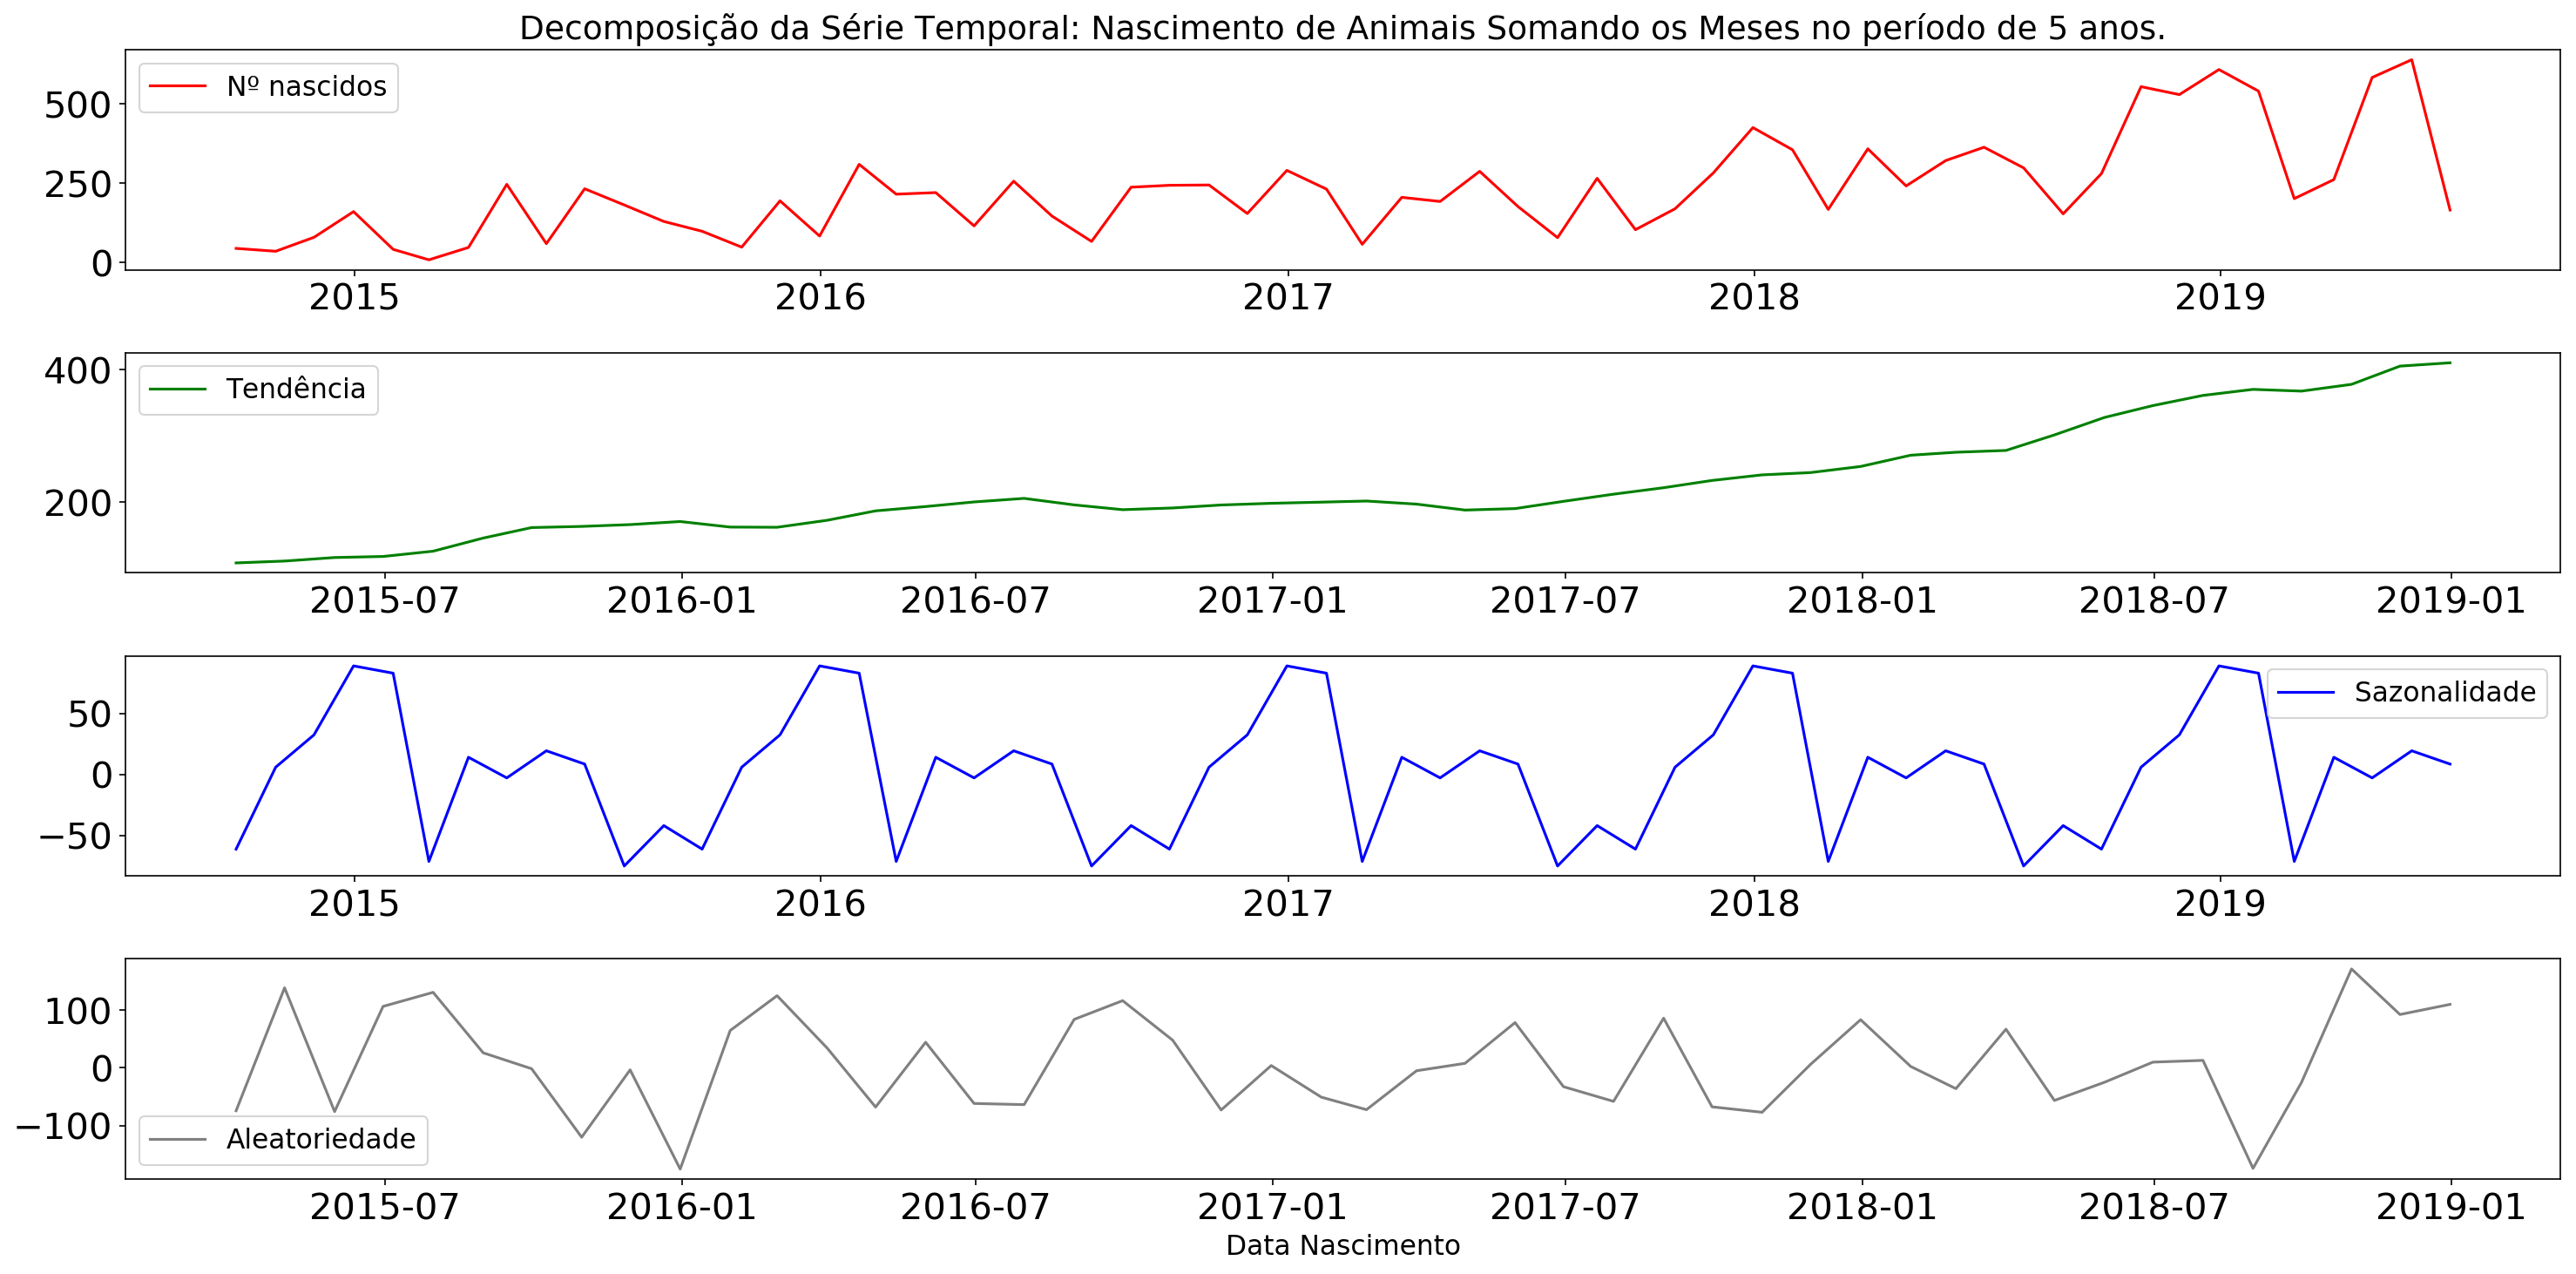 Decomposição da Série Temporal: Nascimento de Animais Somando os Meses no período de 5 anos.
Nº nascidos
500
250
0
2015 2016 2017 2018 2019
Tendência
400
200
2015-07 2016-01 2016-07 2017-01 2017-07 2018-01 2018-07 2019-01
Sazonalidade
50
0
−50
2015 2016 2017 2018 2019
100
0
−100
Aleatoriedade
2015-07 2016-01 2016-07 2017-01 2017-07 2018-01 2018-07 2019-01
Data Nascimento